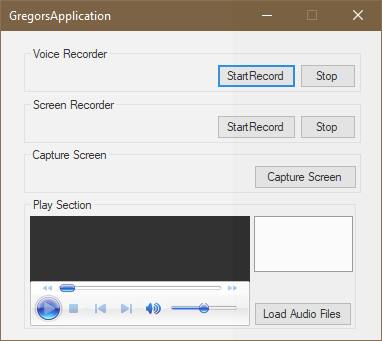 GregorsApplication
Voice Recorder
StartRecord Stop
Screen Recorder
StartRecord Stop
Capture Screen
Capture Screen
Play Section
Load Audio Files